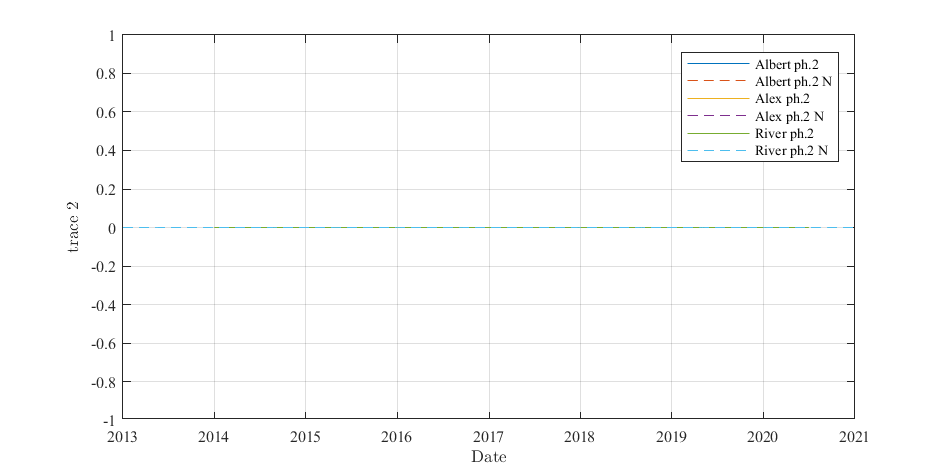 1
0.8
0.6
0.4
0.2
0
-0.2
-0.4
-0.6
-0.8
-1
trace 2
2013 2014 2015 2016 2017 2018 2019 2020 2021
Date
Albert ph.2
Albert ph.2 N
Alex ph.2
Alex ph.2 N
River ph.2
River ph.2 N